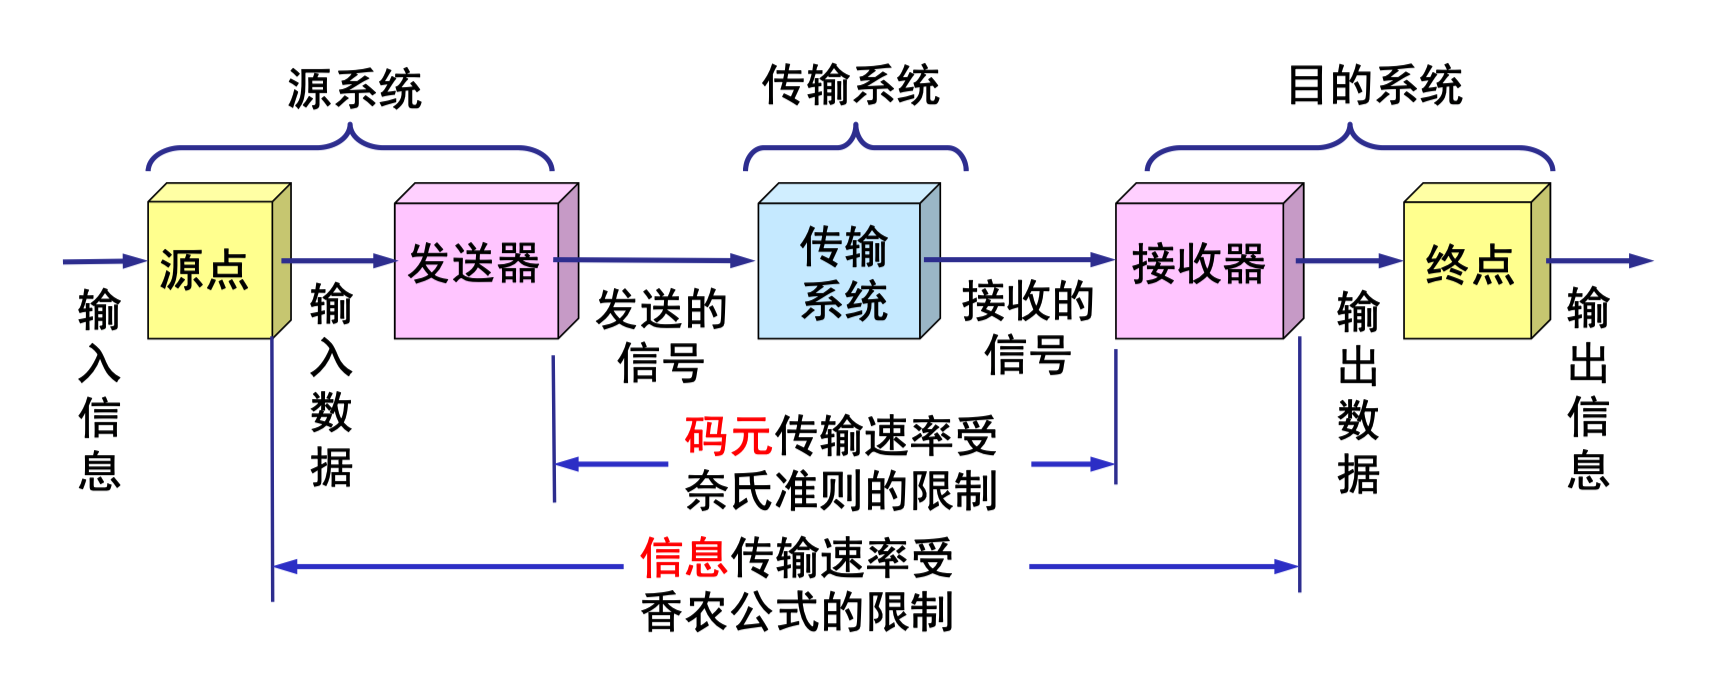 源系统
传输系统
目的系统
源点
发送器
传输
系统
接收器
终点
输入信息
输入数据
发送的
信号
接收的
信号
输出数据
输出信息
码元传输速率受
奈氏准则的限制
信息传输速率受
香农公式的限制